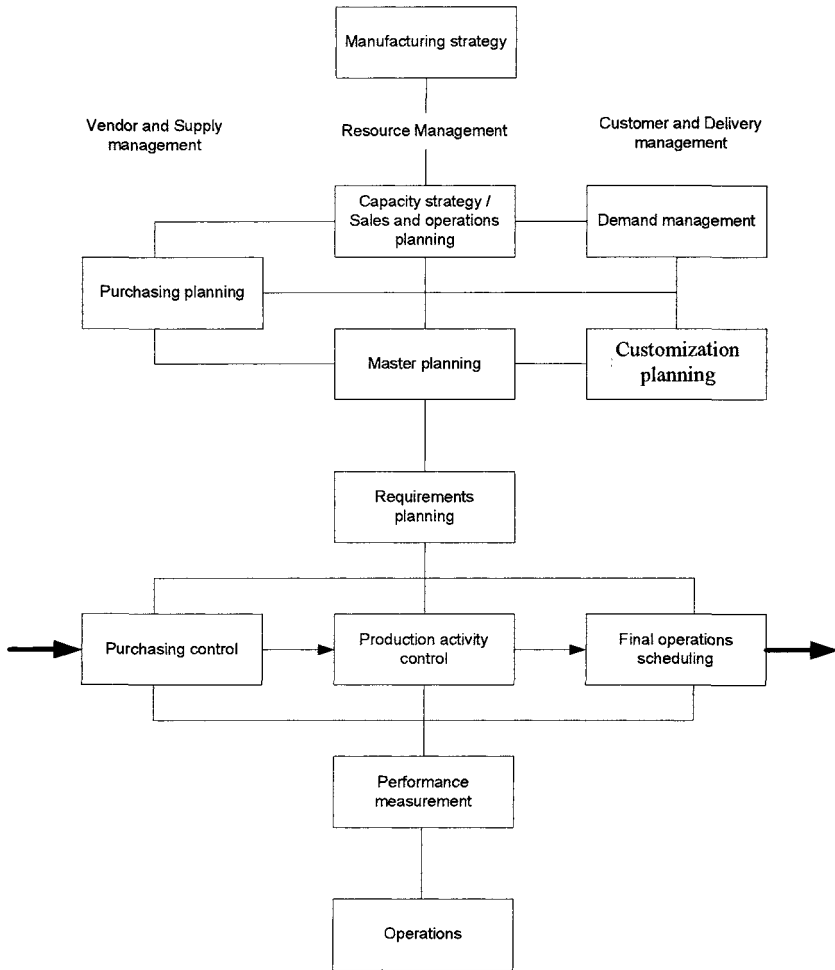 Manufacturing strategy
Vendor and Supply
management
Resource Management
Customer and Delivery
management
Capacity strategy /
Sales and operations
planning
Demand management
Purchasing planning
Master planning
Customization
planning
Requirements
planning
Purchasing control
Production activity
control
Final operations
scheduling
Performance
measurement
Operations